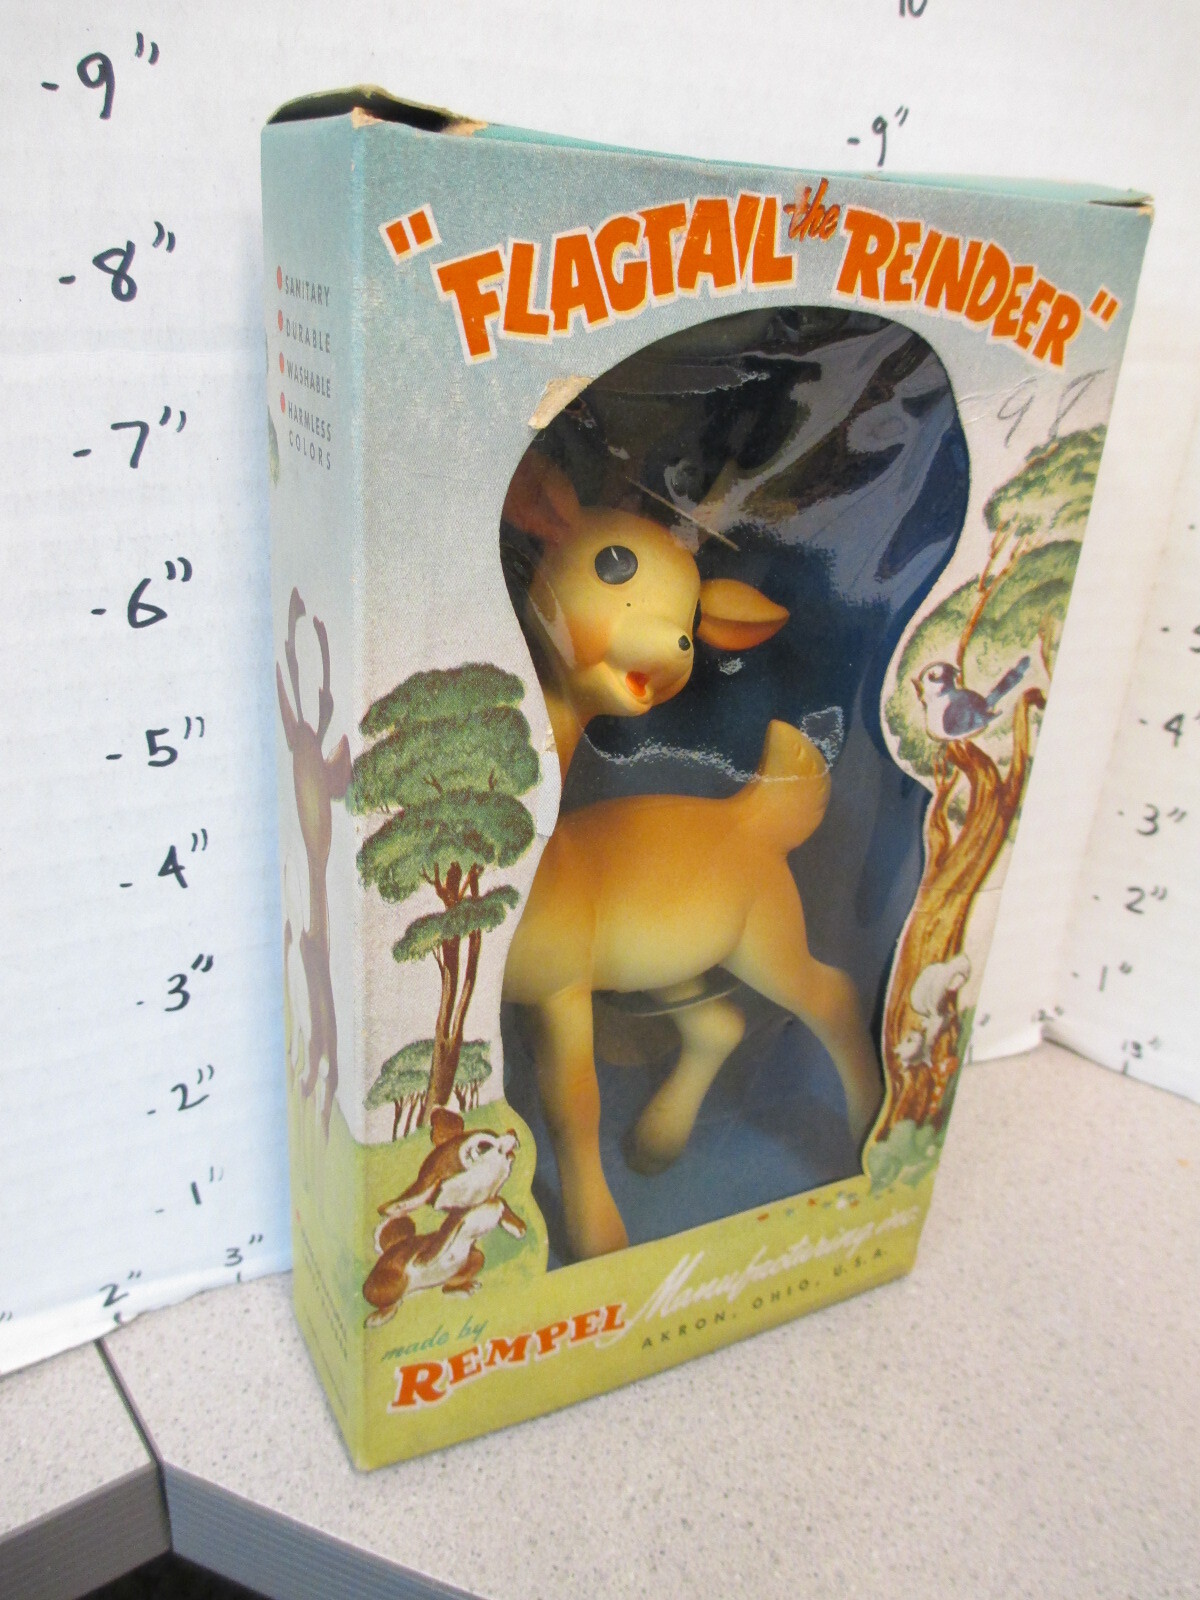 "FLAGTAIL the REINDEER"
SANITARY
DURABLE
WASHABLE
HARMLESS
COLORS
98
made by
REMPEL Manufacturing inc.
AKRON, OHIO, U.S.A.
-9"
-8"
-7"
-6"
-5"
-4"
-3"
-2"
-1"
2"
3"
10
-9"
-4"
-3"
-2"
-1"